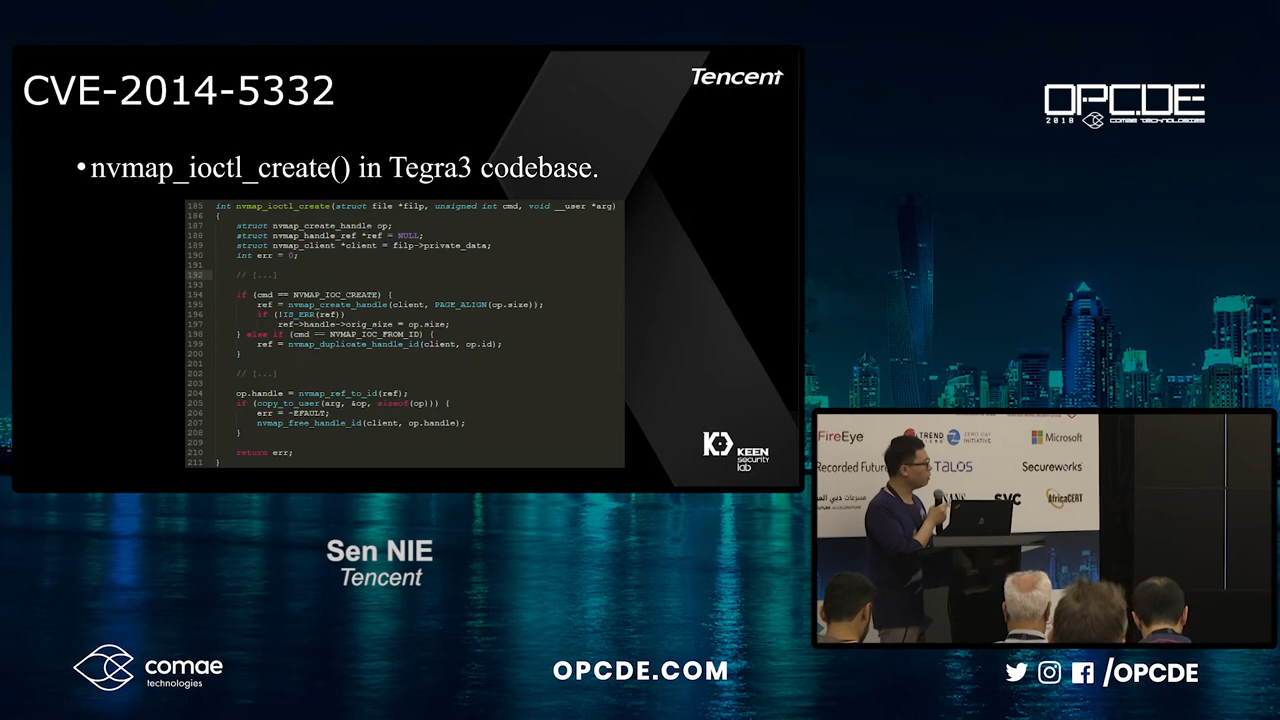 CVE-2014-5332
Tencent
•nvmap_ioctl_create() in Tegra3 codebase.
185 int nvmap_ioctl_create(struct file *filp, unsigned int cmd, void __user *arg)
186 {
187 struct nvmap_create_handle op;
188 struct nvmap_handle_ref *ref = NULL;
189 struct nvmap_client *client = filp->private_data;
190 int err = 0;
191
192 // [...]
193
194 if (cmd == NVMAP_IOC_CREATE) {
195 ref = nvmap_create_handle(client, PAGE_ALIGN(op.size));
196 if (!IS_ERR(ref))
197 ref->handle->orig_size = op.size;
198 } else if (cmd == NVMAP_IOC_FROM_ID) {
199 ref = nvmap_duplicate_handle_id(client, op.id);
200 }
201
202 // [...]
203
204 op.handle = nvmap_ref_to_id(ref);
205 if (copy_to_user(arg, &op, sizeof(op))) {
206 err = -EFAULT;
207 nvmap_free_handle_id(client, op.handle);
208 }
209
210 return err;
211 }
KEEN
security
lab
OPCDE
2018 COMAE TECHNOLOGIES
FireEye
TREND
ZERO DAY
INITIATIVE
Microsoft
Recorded Future
TALOS
Secureworks
SANS
SVC
AfricaCERT
Sen NIE
Tencent
comae
technologies
OPCDE.COM
/OPCDE